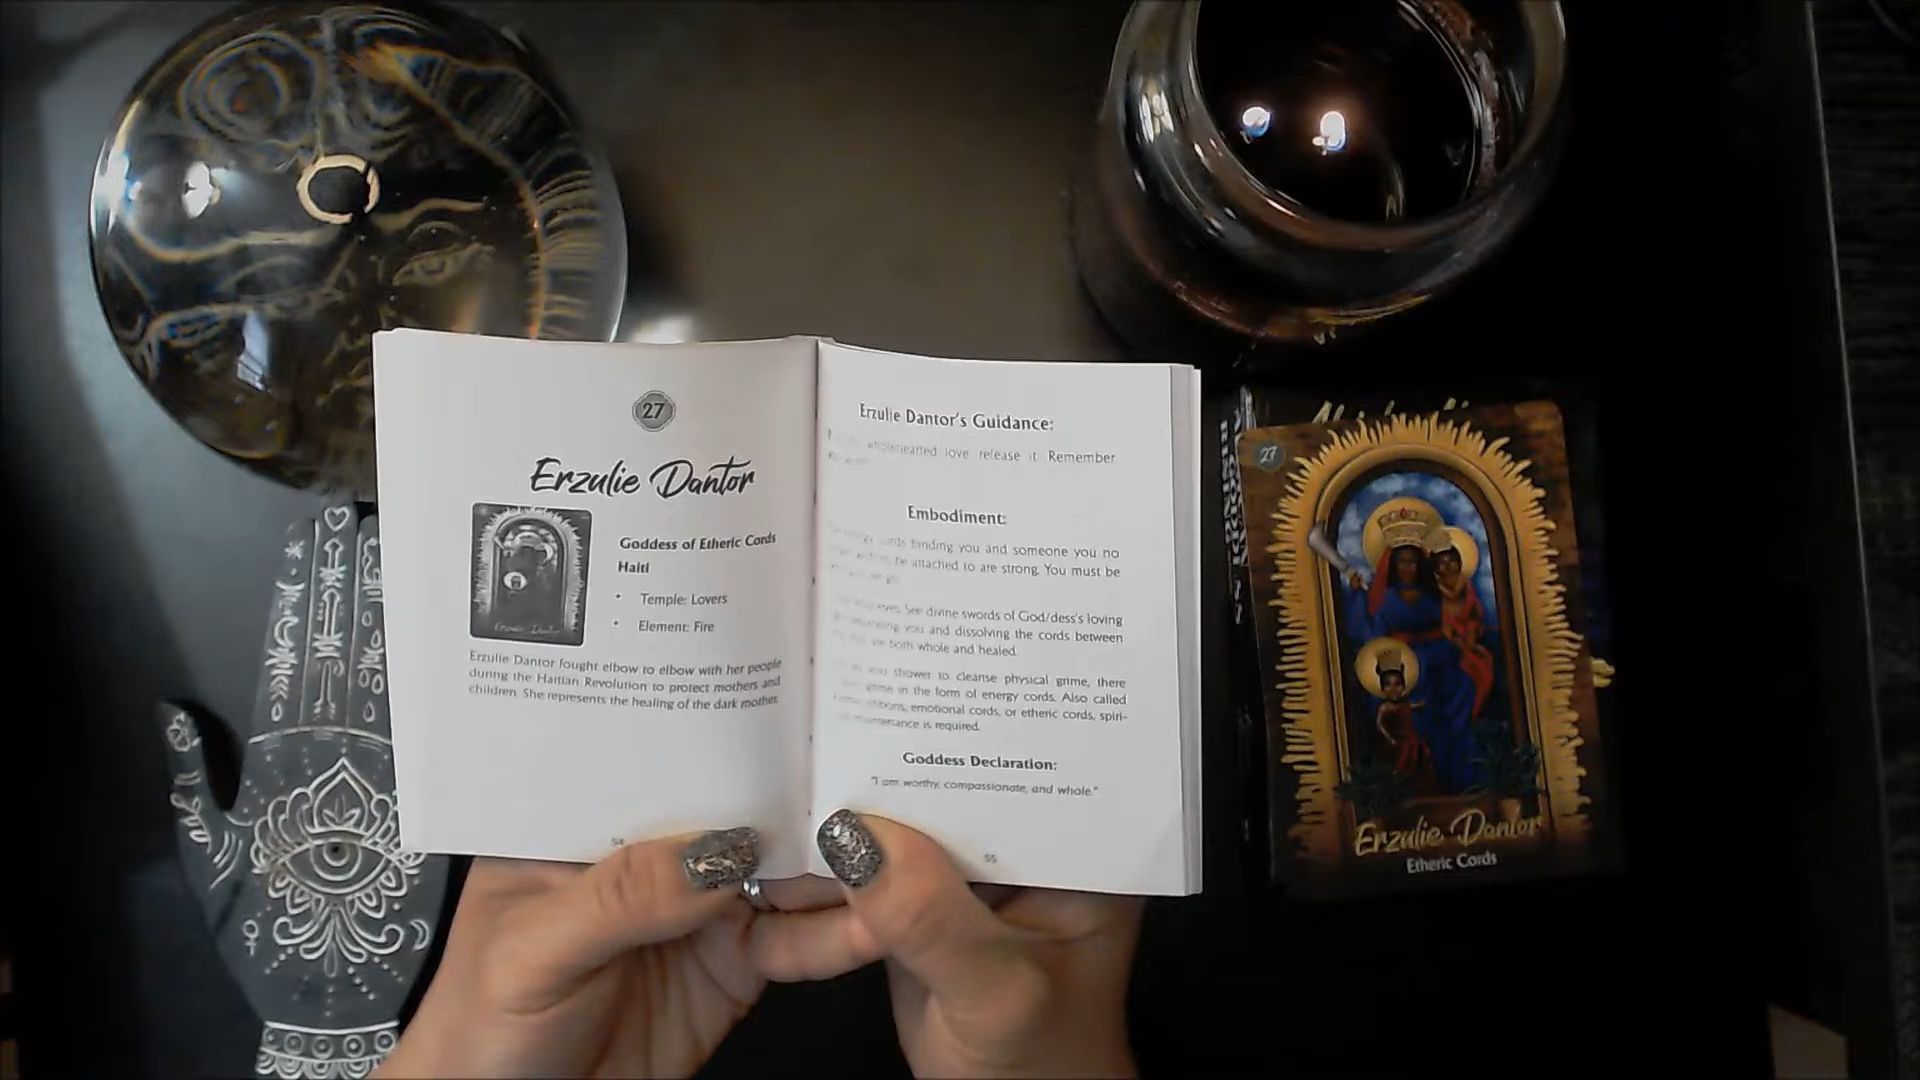 27
Erzulie Dantor
Goddess of Etheric Cords
Haiti
• Temple: Lovers
• Element: Fire
Erzulie Dantor fought elbow to elbow with her people
during the Haitian Revolution to protect mothers and
children. She represents the healing of the dark mother.
54
Erzulie Dantor's Guidance:
wholehearted love release it Remember
Embodiment:
cords binding you and someone you no
be attached to are strong. You must be
See divine swords of God/dess's loving
you and dissolving the cords between
both whole and healed.
shower to cleanse physical grime, there
grime in the form of energy cords. Also called
emotional cords, or etheric cords, spiri-
maintenance is required.
Goddess Declaration:
"I am worthy, compassionate, and whole."
55
27
Erzulie Dantor
Etheric Cords